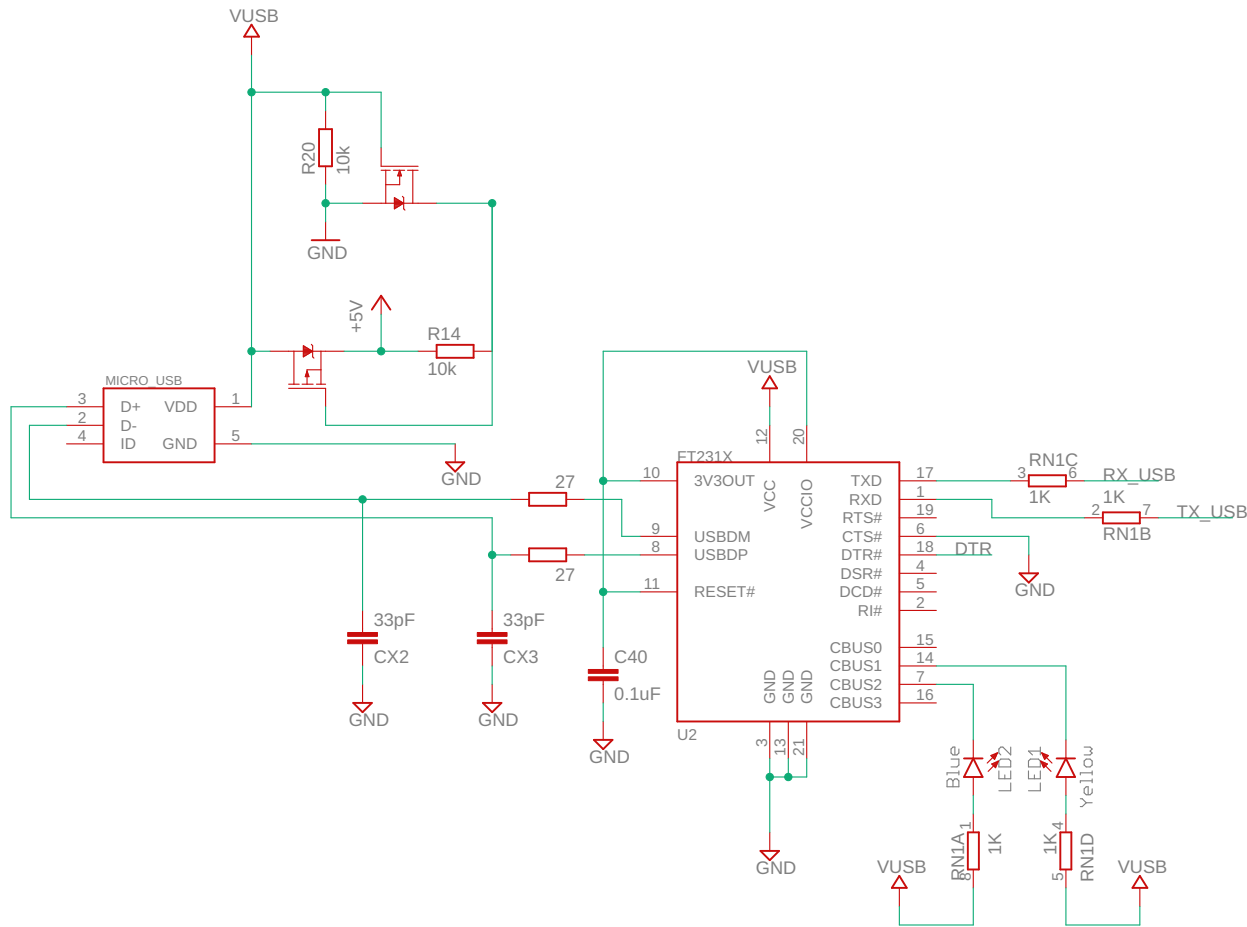 VUSB
R20
10k
GND
+5V
R14
10k
MICRO_USB
3 D+ VDD 1
2 D-
4 ID GND 5
GND
VUSB
12
20
FT231X
10 3V3OUT
VCC
VCCIO
9 USBDM
8 USBDP
11 RESET#
TXD 17
RXD 1
RTS# 19
CTS# 6
DTR# 18 DTR
DSR# 4
DCD# 5
RI# 2
CBUS0 15
CBUS1 14
CBUS2 7
CBUS3 16
GND
GND
GND
U2
3
13
21
GND
RN1C
3 6 RX_USB
1K
1K
2 7 TX_USB
RN1B
GND
27
27
33pF
CX2
GND
33pF
CX3
GND
C40
0.1uF
GND
Blue
LED2
LED1
Yellow
1
RN1A
1K
8
4
1K
RN1D
5
VUSB
VUSB